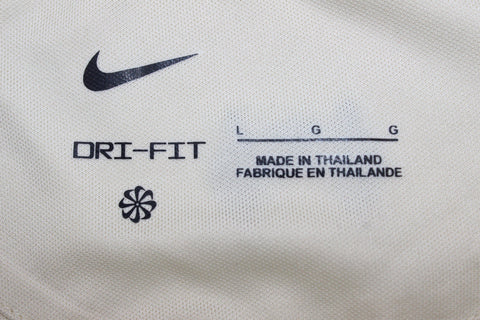 DRI-FIT
L G G
MADE IN THAILAND
FABRIQUE EN THAILANDE